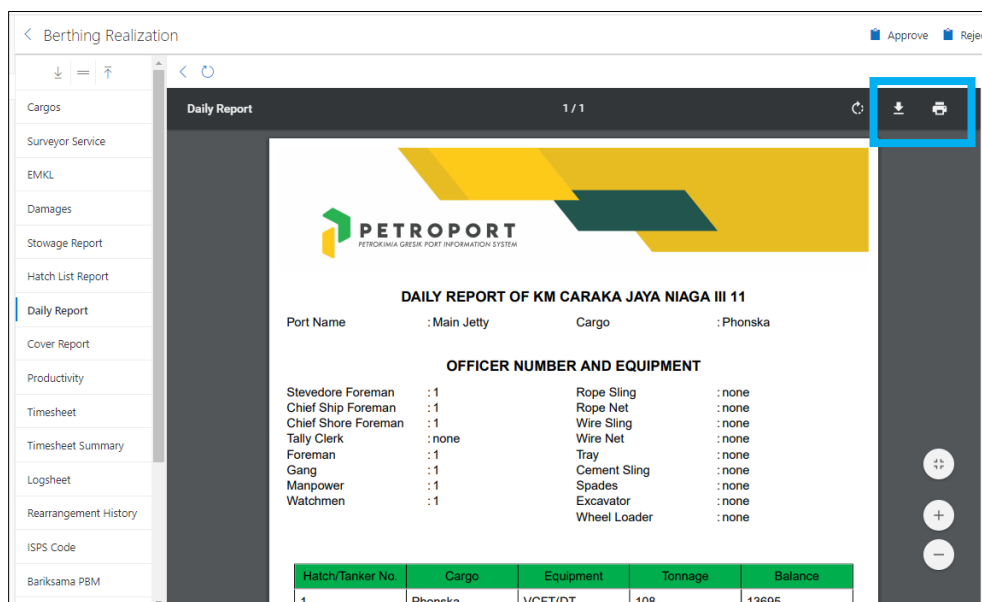 Berthing Realization
Approve
Cargos
Surveyor Service
EMKL
Damages
Stowage Report
Hatch List Report
Daily Report
Cover Report
Productivity
Timesheet
Timesheet Summary
Logsheet
Rearrangement History
ISPS Code
Bariksama PBM
Daily Report 1 / 1
PETROPORT
PETROKIMIA GRESIK PORT INFORMATION SYSTEM
DAILY REPORT OF KM CARAKA JAYA NIAGA III 11
Port Name : Main Jetty Cargo : Phonska
OFFICER NUMBER AND EQUIPMENT
Stevedore Foreman : 1 Rope Sling : none
Chief Ship Foreman : 1 Rope Net : none
Chief Shore Foreman : 1 Wire Sling : none
Tally Clerk : none Wire Net : none
Foreman : 1 Tray : none
Gang : 1 Cement Sling : none
Manpower : 1 Spades : none
Watchmen : 1 Excavator : none
Wheel Loader : none
Hatch/Tanker No. Cargo Equipment Tonnage Balance
1 Phonska VCFT/DT 108 13695